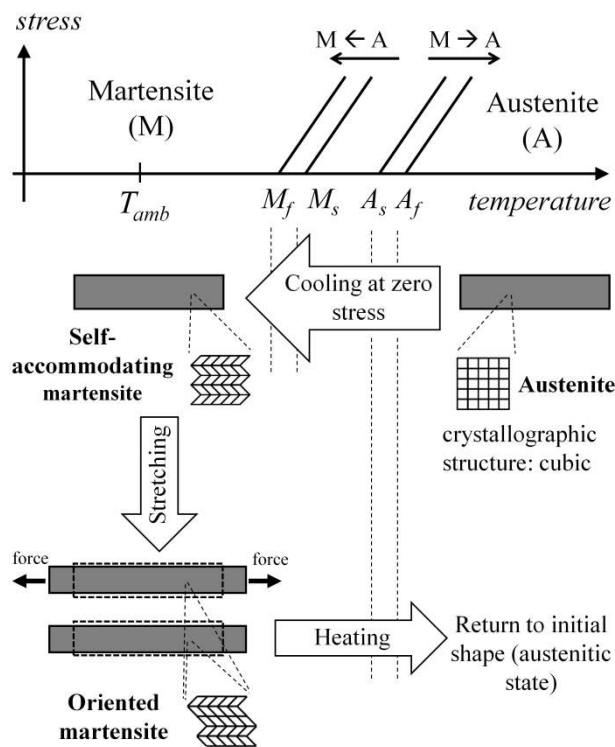 stress
M ← A
M → A
Martensite
(M)
Austenite
(A)
T_amb
M_f
M_s
A_s
A_f
temperature
Cooling at zero
stress
Self-
accommodating
martensite
Austenite
crystallographic
structure: cubic
Stretching
force
force
Heating
Return to initial
shape (austenitic
state)
Oriented
martensite